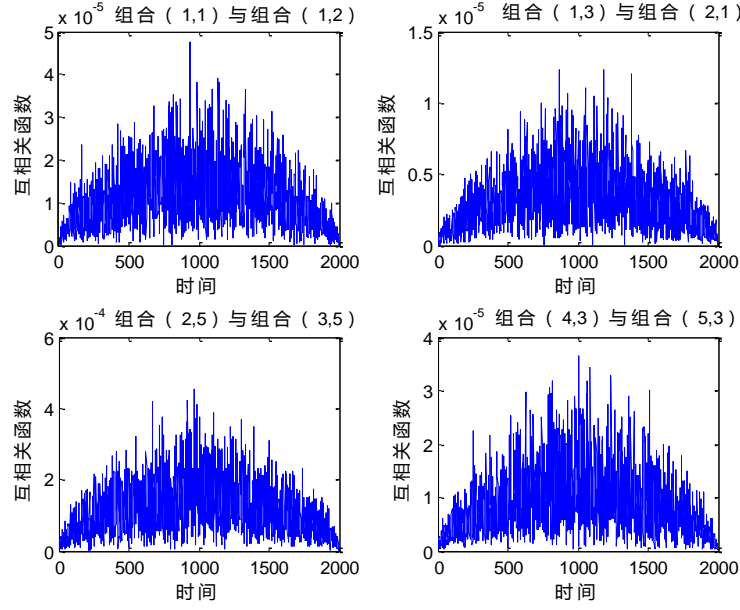 x 10-5 组合（1,1）与组合（1,2）
5
4
3
2
1
0
互相关函数
0 500 1000 1500 2000
时间
x 10-5 组合（1,3）与组合（2,1）
1.5
1
0.5
0
互相关函数
0 500 1000 1500 2000
时间
x 10-4 组合（2,5）与组合（3,5）
6
4
2
0
互相关函数
0 500 1000 1500 2000
时间
x 10-5 组合（4,3）与组合（5,3）
4
3
2
1
0
互相关函数
0 500 1000 1500 2000
时间